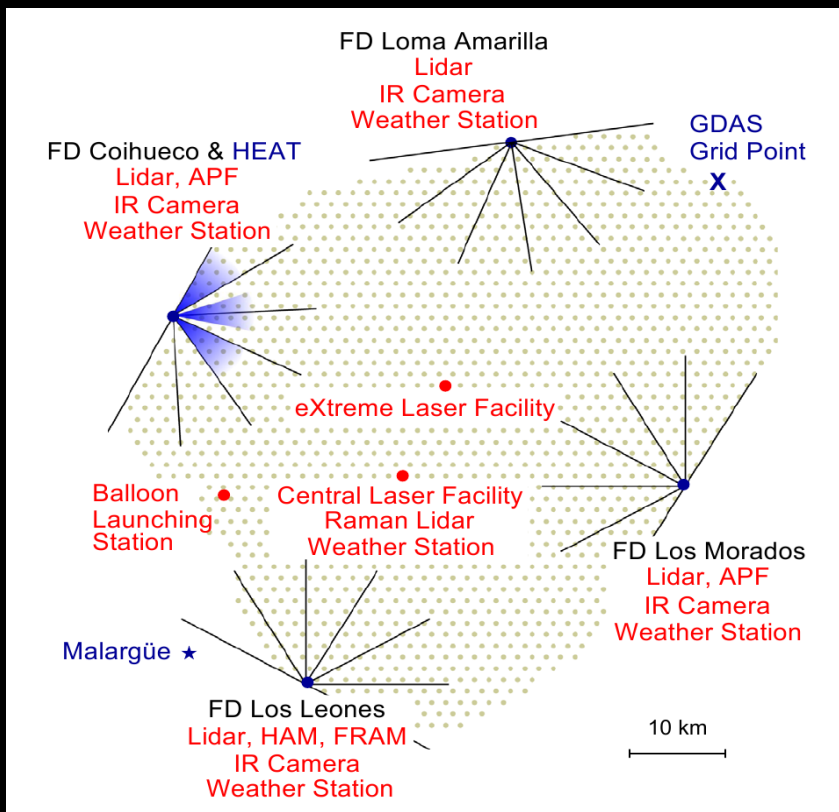 FD Loma Amarilla
Lidar
IR Camera
Weather Station
GDAS
Grid Point
X
FD Coihueco & HEAT
Lidar, APF
IR Camera
Weather Station
eXtreme Laser Facility
Balloon
Launching
Station
Central Laser Facility
Raman Lidar
Weather Station
FD Los Morados
Lidar, APF
IR Camera
Weather Station
Malargüe
FD Los Leones
Lidar, HAM, FRAM
IR Camera
Weather Station
10 km